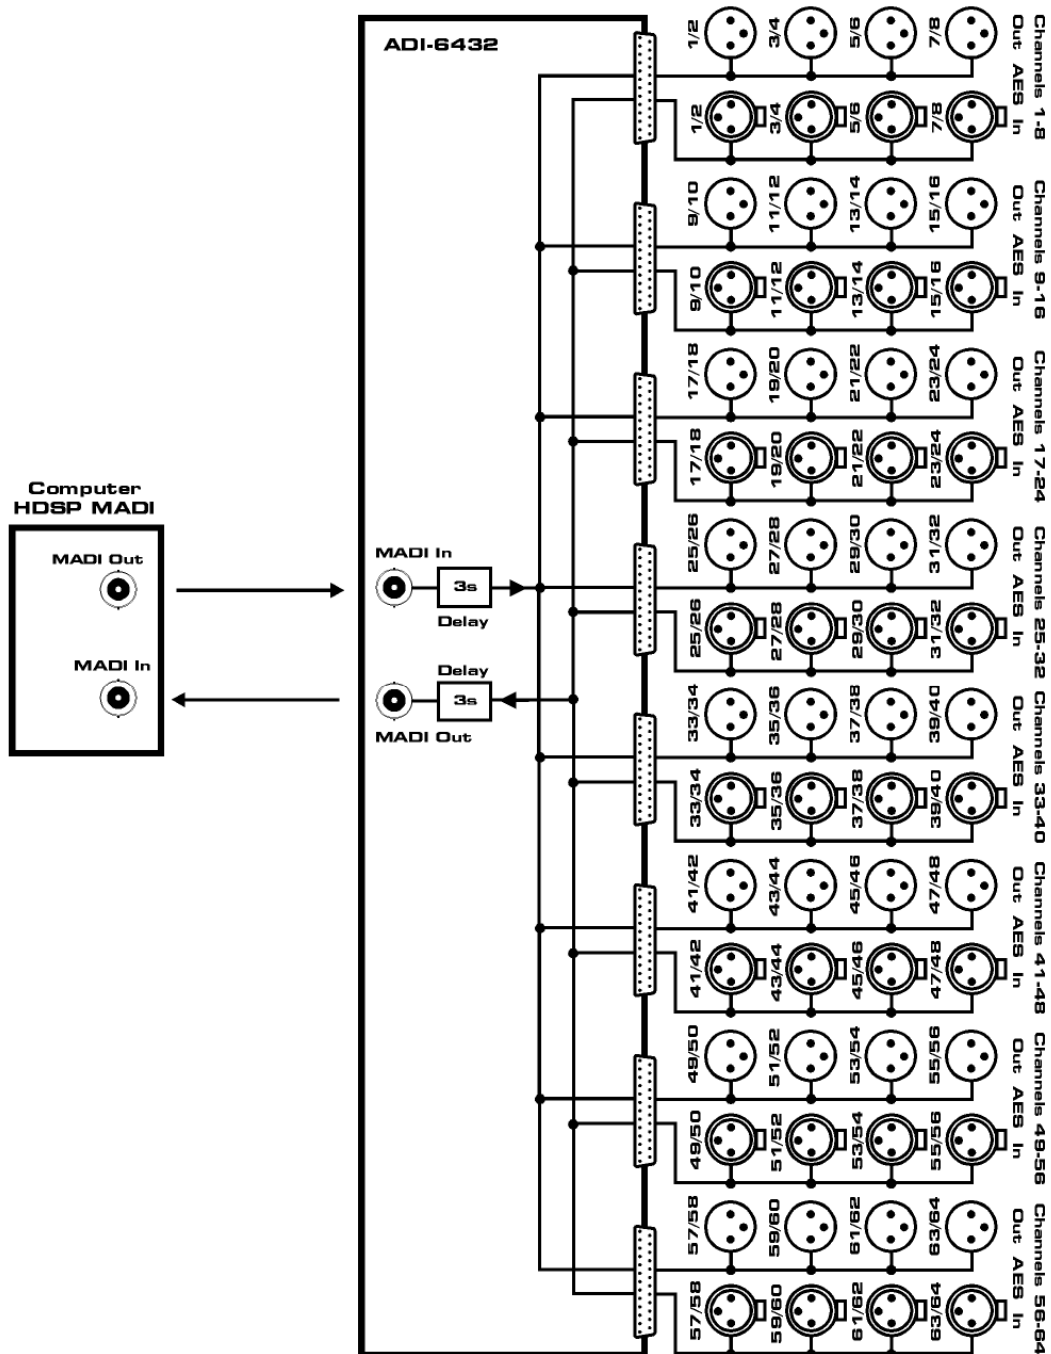 ADI-6432
1/2
3/4
5/6
7/8
Out AES In
Channels 1-8
1/2
3/4
5/6
7/8
9/10
11/12
13/14
15/16
Out AES In
Channels 9-16
9/10
11/12
13/14
15/16
17/18
19/20
21/22
23/24
Out AES In
Channels 17-24
17/18
19/20
21/22
23/24
Computer
HDSP MADI
MADI Out
MADI In
MADI In
3s
Delay
Delay
3s
MADI Out
25/26
27/28
29/30
31/32
Out AES In
Channels 25-32
25/26
27/28
29/30
31/32
33/34
35/36
37/38
39/40
Out AES In
Channels 33-40
33/34
35/36
37/38
39/40
41/42
43/44
45/46
47/48
Out AES In
Channels 41-48
41/42
43/44
45/46
47/48
49/50
51/52
53/54
55/56
Out AES In
Channels 49-56
49/50
51/52
53/54
55/56
57/58
59/60
61/62
63/64
Out AES In
Channels 56-64
57/58
59/60
61/62
63/64